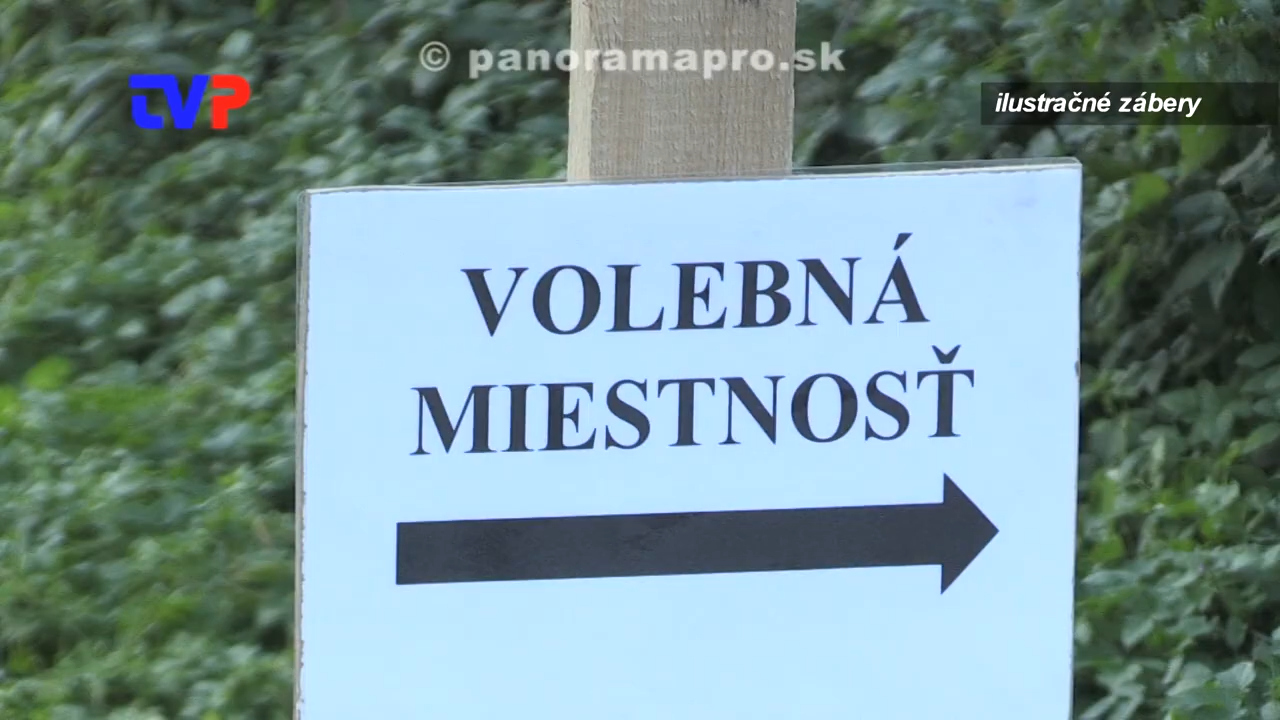 © panoramapro.sk
TVP
ilustračné zábery
VOLEBNÁ
MIESTNOSŤ